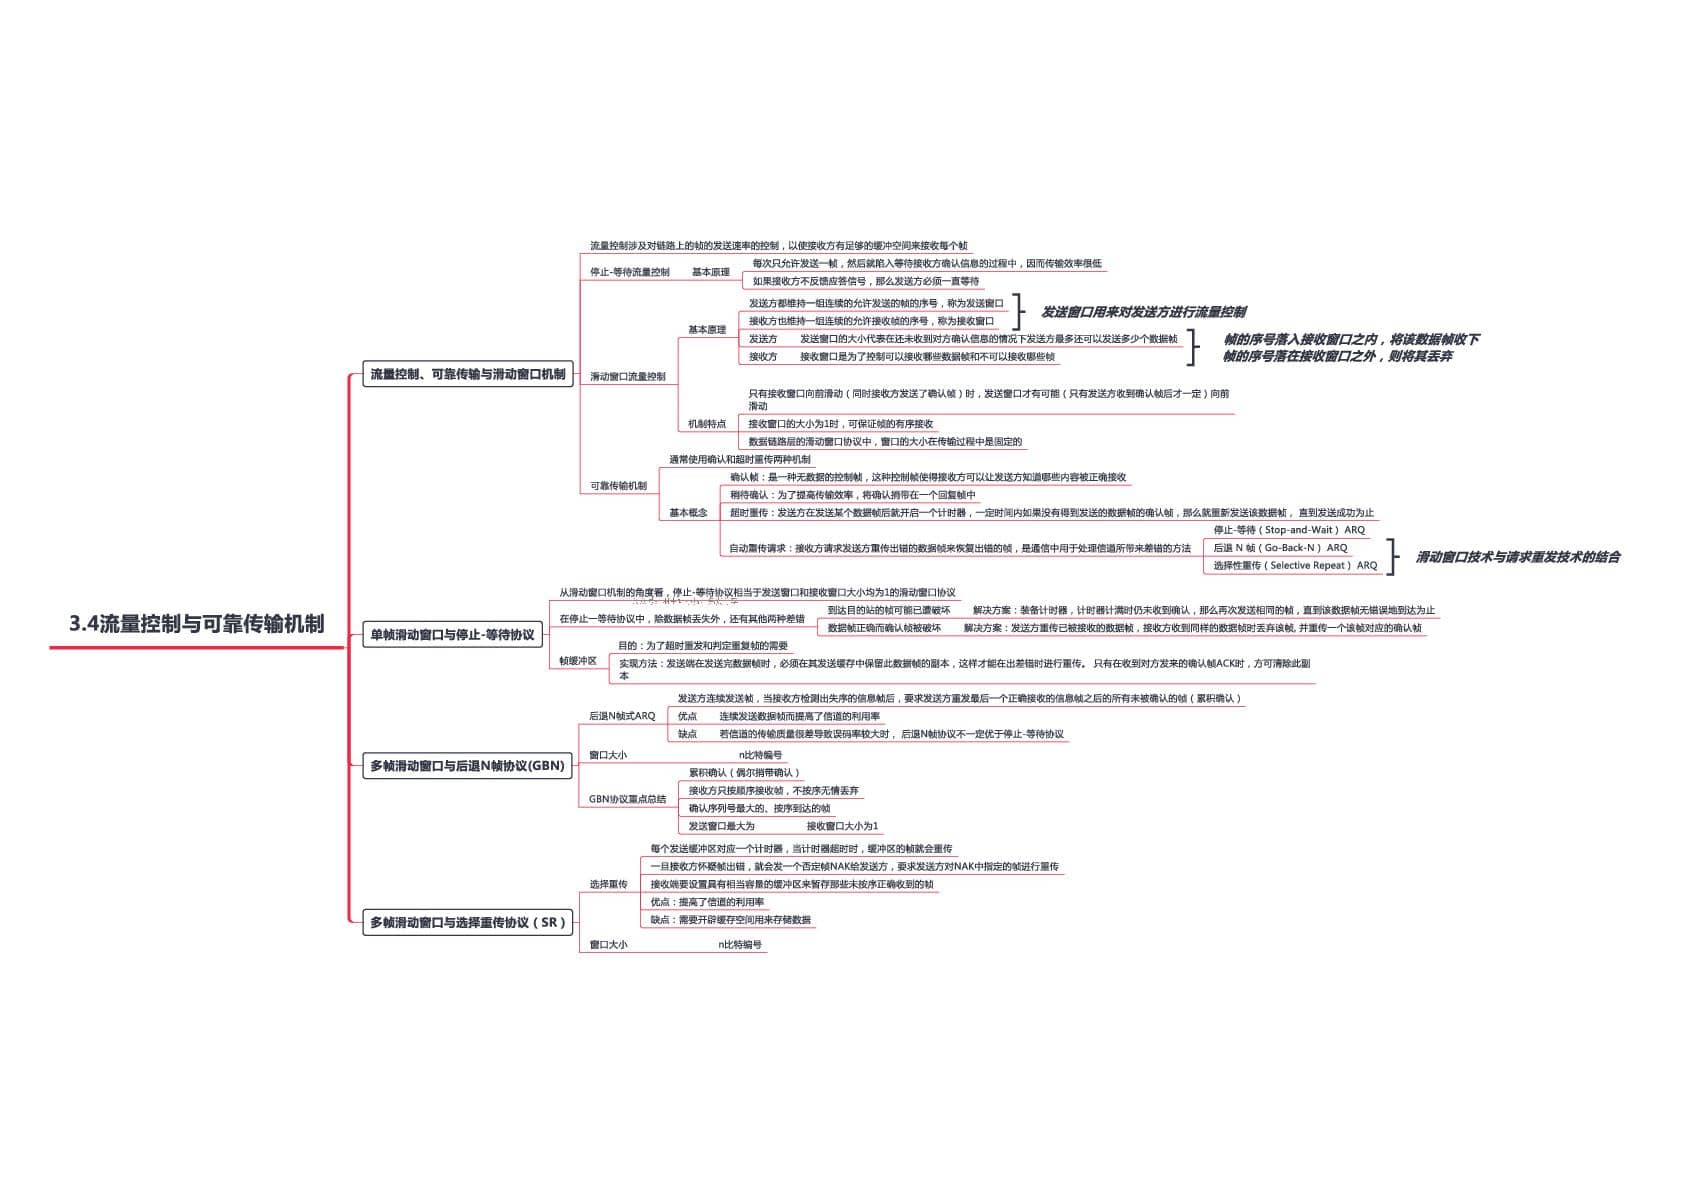 3.4流量控制与可靠传输机制
流量控制、可靠传输与滑动窗口机制
流量控制涉及对链路上的帧的发送速率的控制，以使接收方有足够的缓冲空间来接收每个帧
停止-等待流量控制
基本原理
每次只允许发送一帧，然后就陷入等待接收方确认信息的过程中，因而传输效率很低
如果接收方不反馈应答信号，那么发送方必须一直等待
滑动窗口流量控制
基本原理
发送方都维持一组连续的允许发送的帧的序号，称为发送窗口
接收方也维持一组连续的允许接收帧的序号，称为接收窗口
发送窗口用来对发送方进行流量控制
发送方 发送窗口的大小代表在还未收到对方确认信息的情况下发送方最多还可以发送多少个数据帧
接收方 接收窗口是为了控制可以接收哪些数据帧和不可以接收哪些帧
帧的序号落入接收窗口之内，将该数据帧收下
帧的序号落在接收窗口之外，则将其丢弃
机制特点
只有接收窗口向前滑动（同时接收方发送了确认帧）时，发送窗口才有可能（只有发送方收到确认帧后才一定）向前
滑动
接收窗口的大小为1时，可保证帧的有序接收
数据链路层的滑动窗口协议中，窗口的大小在传输过程中是固定的
可靠传输机制
通常使用确认和超时重传两种机制
基本概念
确认帧：是一种无数据的控制帧，这种控制帧使得接收方可以让发送方知道哪些内容被正确接收
稍待确认：为了提高传输效率，将确认捎带在一个回复帧中
超时重传：发送方在发送某个数据帧后就开启一个计时器，一定时间内如果没有得到发送的数据帧的确认帧，那么就重新发送该数据帧， 直到发送成功为止
自动重传请求：接收方请求发送方重传出错的数据帧来恢复出错的帧，是通信中用于处理信道所带来差错的方法
停止-等待（Stop-and-Wait） ARQ
后退 N 帧（Go-Back-N） ARQ
选择性重传（Selective Repeat） ARQ
滑动窗口技术与请求重发技术的结合
单帧滑动窗口与停止-等待协议
从滑动窗口机制的角度看，停止-等待协议相当于发送窗口和接收窗口大小均为1的滑动窗口协议
在停止一等待协议中，除数据帧丢失外，还有其他两种差错
到达目的站的帧可能已遭破坏 解决方案：装备计时器，计时器计满时仍未收到确认，那么再次发送相同的帧，直到该数据帧无错误地到达为止
数据帧正确而确认帧被破坏 解决方案：发送方重传已被接收的数据帧，接收方收到同样的数据帧时丢弃该帧, 并重传一个该帧对应的确认帧
帧缓冲区
目的：为了超时重发和判定重复帧的需要
实现方法：发送端在发送完数据帧时，必须在其发送缓存中保留此数据帧的副本，这样才能在出差错时进行重传。 只有在收到对方发来的确认帧ACK时，方可清除此副
本
多帧滑动窗口与后退N帧协议(GBN)
后退N帧式ARQ
发送方连续发送帧，当接收方检测出失序的信息帧后，要求发送方重发最后一个正确接收的信息帧之后的所有未被确认的帧（累积确认）
优点 连续发送数据帧而提高了信道的利用率
缺点 若信道的传输质量很差导致误码率较大时， 后退N帧协议不一定优于停止-等待协议
窗口大小 n比特编号
GBN协议重点总结
累积确认（偶尔捎带确认）
接收方只按顺序接收帧，不按序无情丢弃
确认序列号最大的、按序到达的帧
发送窗口最大为 接收窗口大小为1
多帧滑动窗口与选择重传协议（SR）
选择重传
每个发送缓冲区对应一个计时器，当计时器超时时，缓冲区的帧就会重传
一旦接收方怀疑帧出错，就会发一个否定帧NAK给发送方，要求发送方对NAK中指定的帧进行重传
接收端要设置具有相当容量的缓冲区来暂存那些未按序正确收到的帧
优点：提高了信道的利用率
缺点：需要开辟缓存空间用来存储数据
窗口大小 n比特编号